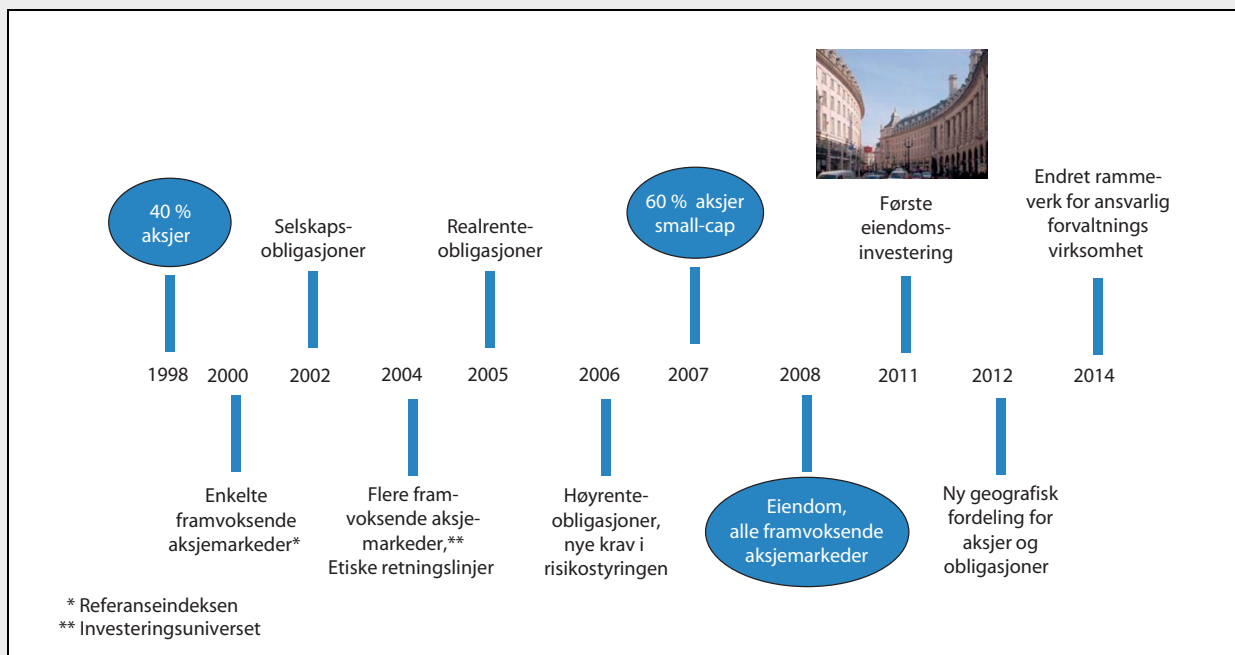 40 %
aksjer
Selskaps-
obligasjoner
Realrente-
obligasjoner
60 % aksjer
small-cap
Første
eiendoms-
investering
Endret ramme-
verk for ansvarlig
forvaltnings
virksomhet
1998 2000 2002 2004 2005 2006 2007 2008 2011 2012 2014
Enkelte
framvoksende
aksjemarkeder*
Flere fram-
voksende aksje-
markeder,**
Etiske retningslinjer
Høyrente-
obligasjoner,
nye krav i
risikostyringen
Eiendom,
alle framvoksende
aksjemarkeder
Ny geografisk
fordeling for
aksjer og
obligasjoner
* Referanseindeksen
** Investeringsuniverset